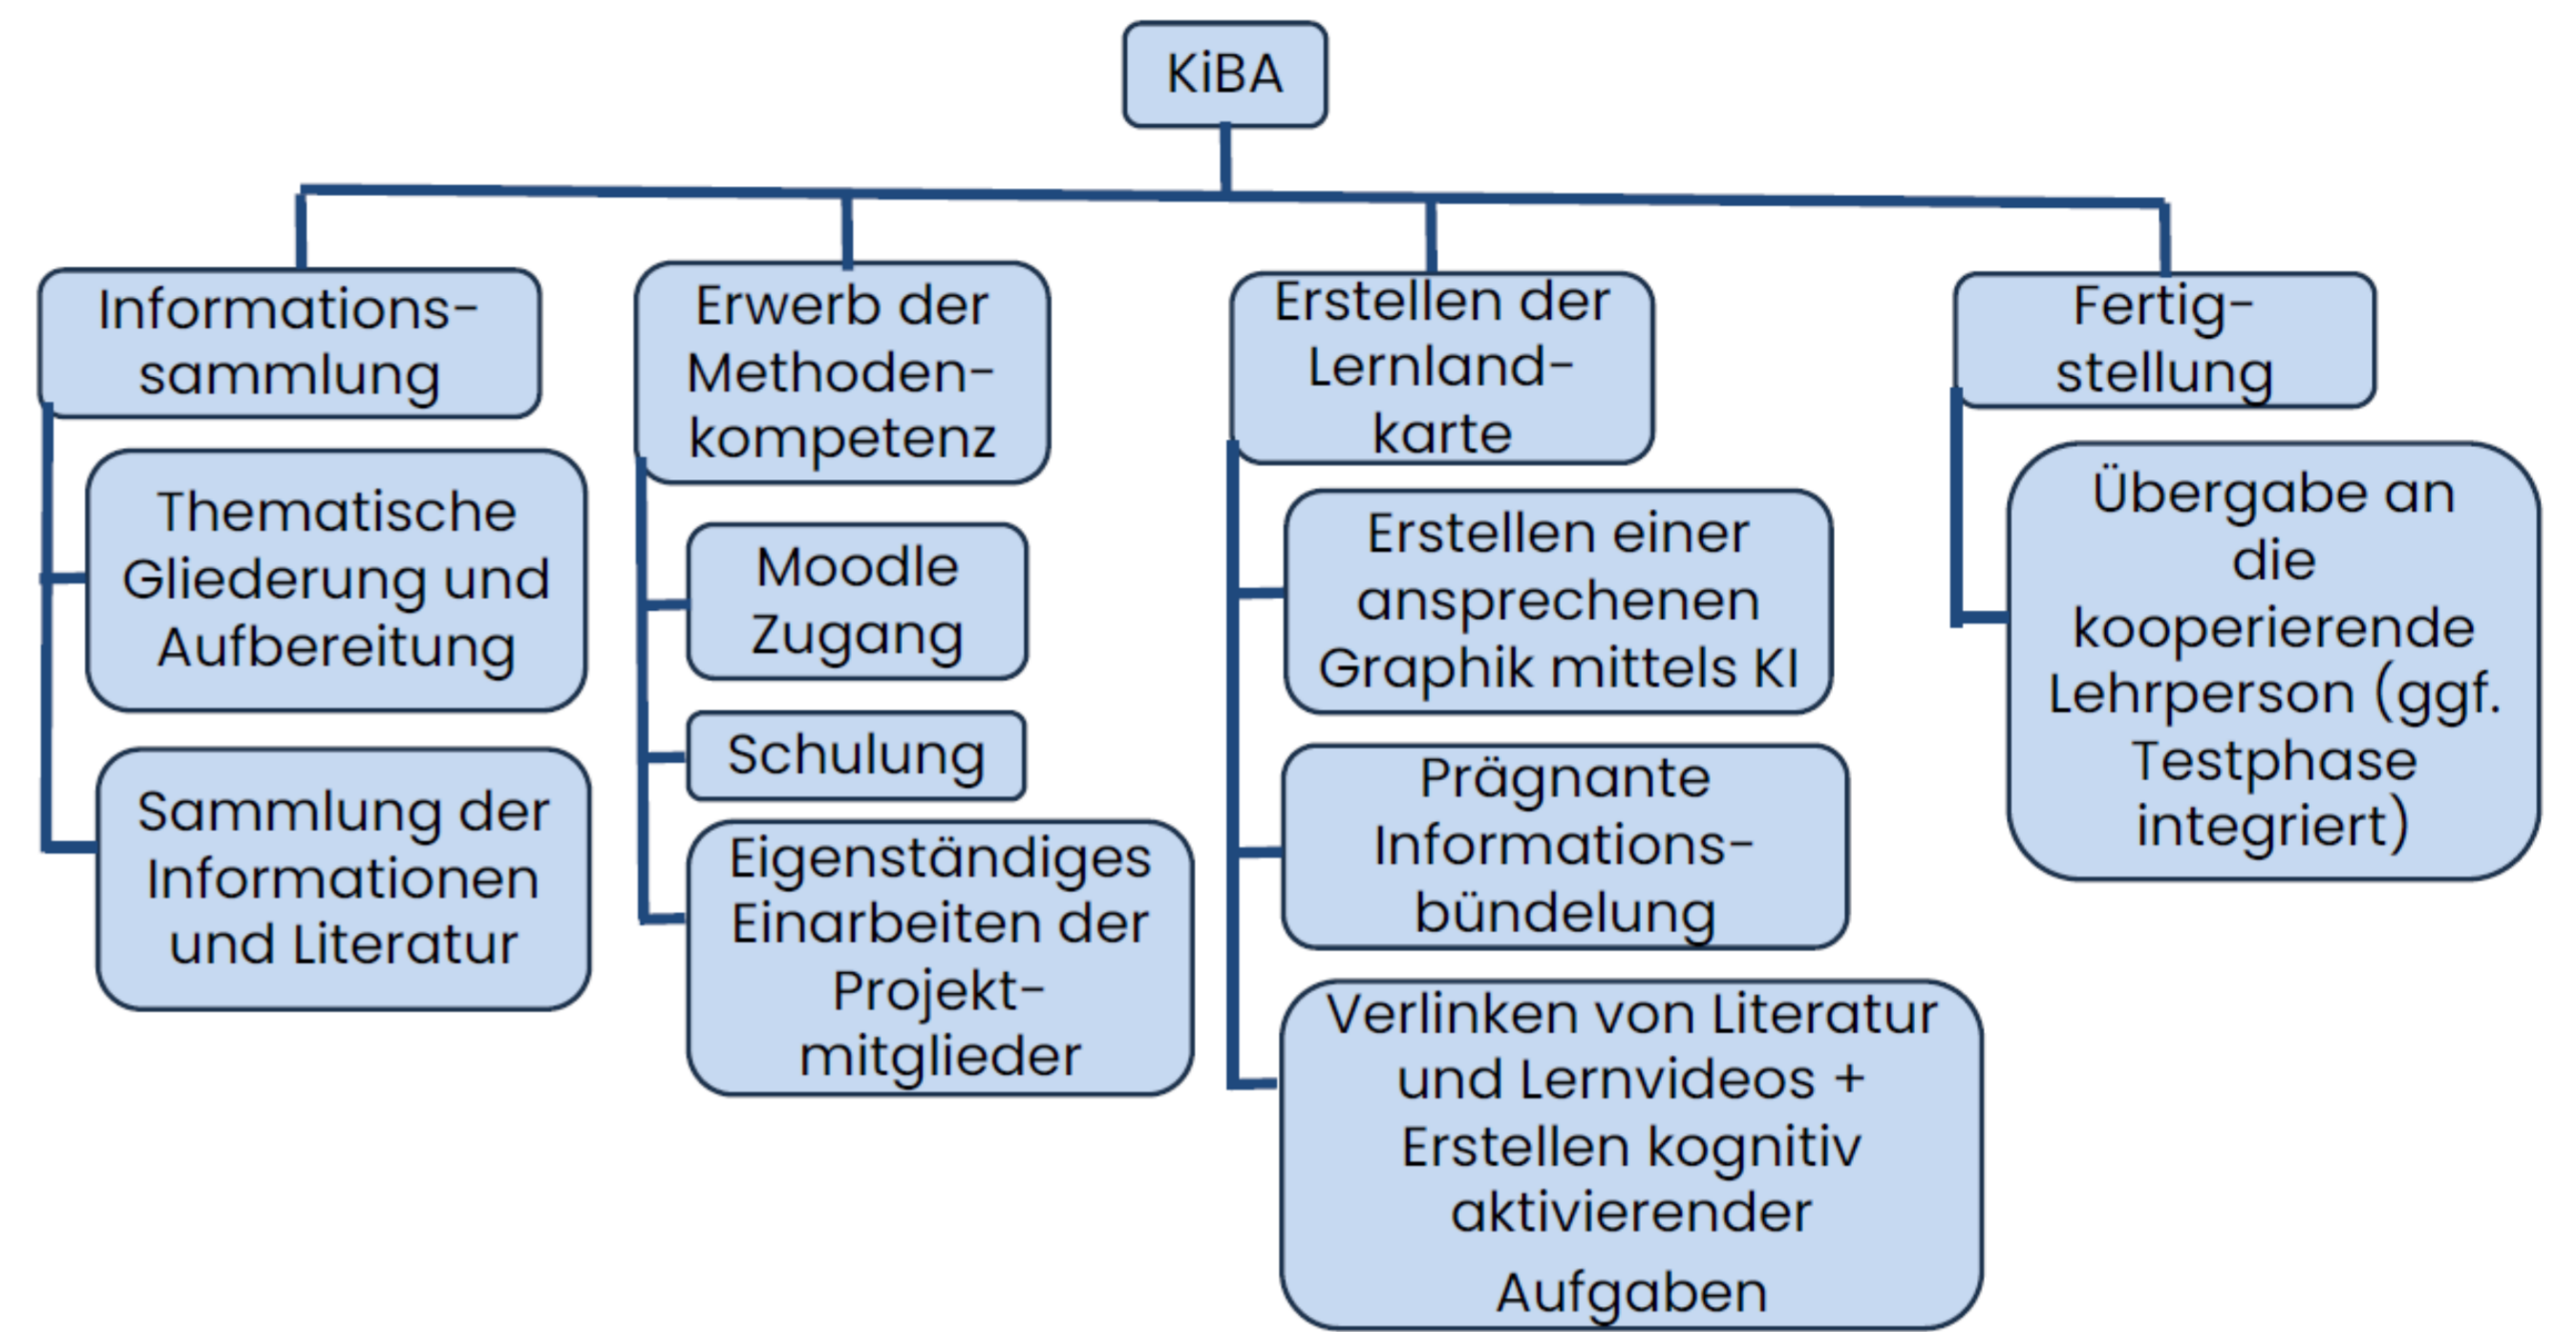 KiBA
Informations-
sammlung
Thematische
Gliederung und
Aufbereitung
Sammlung der
Informationen
und Literatur
Erwerb der
Methoden-
kompetenz
Moodle
Zugang
Schulung
Eigenständiges
Einarbeiten der
Projekt-
mitglieder
Erstellen der
Lernland-
karte
Erstellen einer
ansprechenen
Graphik mittels KI
Prägnante
Informations-
bündelung
Verlinken von Literatur
und Lernvideos +
Erstellen kognitiv
aktivierender
Aufgaben
Fertig-
stellung
Übergabe an
die
kooperierende
Lehrperson (ggf.
Testphase
integriert)